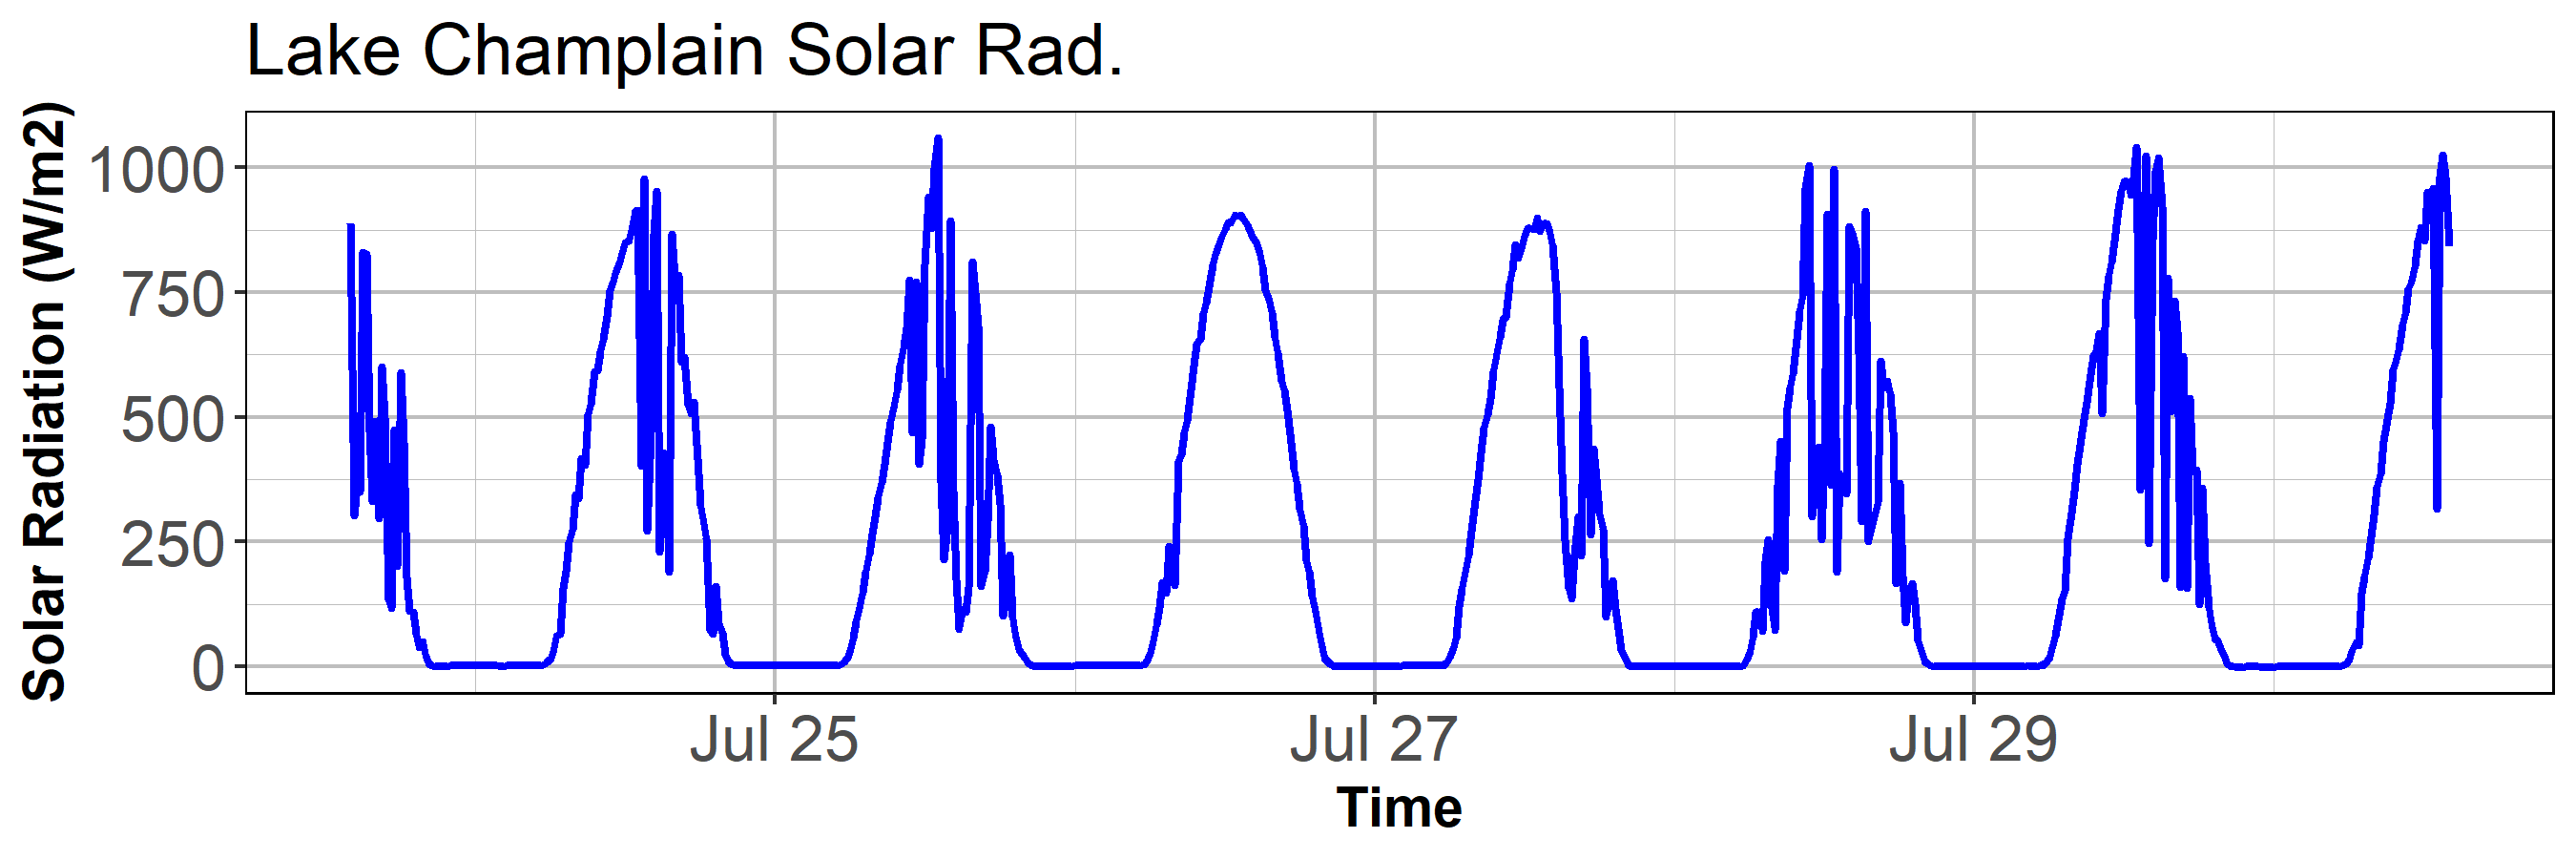 Lake Champlain Solar Rad.
Solar Radiation (W/m2)
1000
750
500
250
0
Jul 25
Jul 27
Jul 29
Time